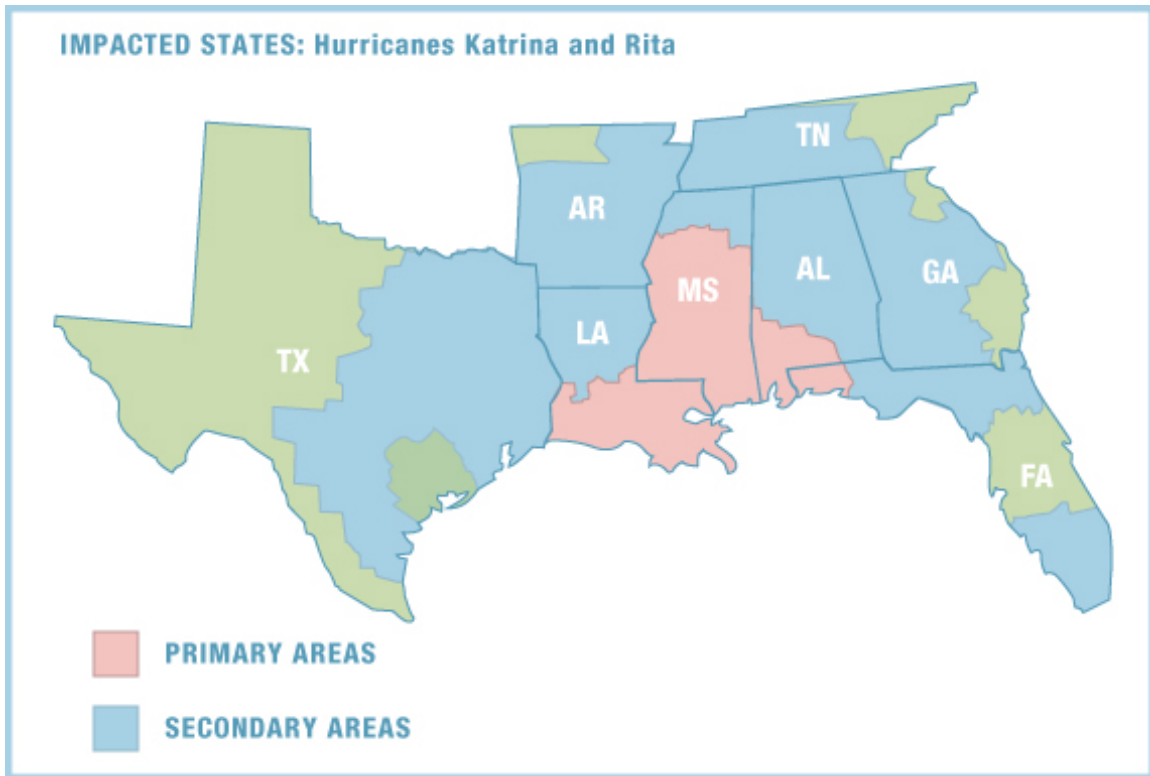 IMPACTED STATES: Hurricanes Katrina and Rita
TN
AR
AL
GA
MS
LA
TX
FA
PRIMARY AREAS
SECONDARY AREAS